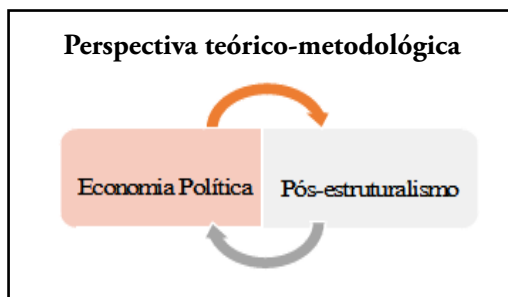 Perspectiva teórico-metodológica
Economia Política
Pós-estruturalismo